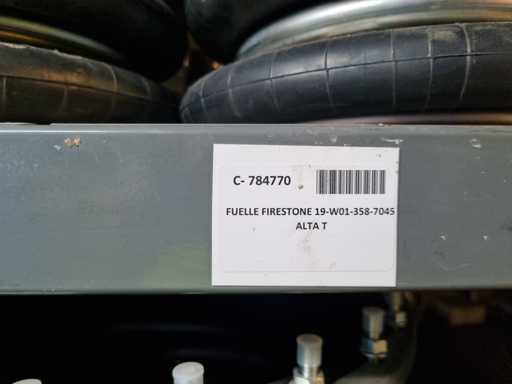 C- 784770
FUELLE FIRESTONE 19-W01-358-7045
ALTA T